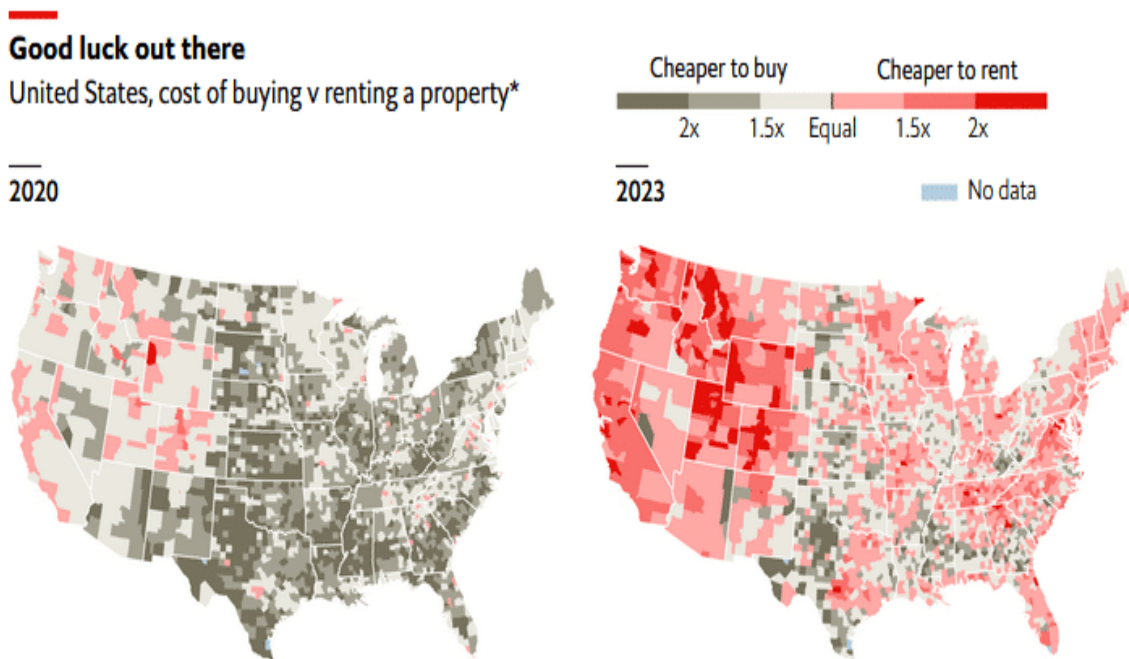 Good luck out there
United States, cost of buying v renting a property*
Cheaper to buy Cheaper to rent
2x 1.5x Equal 1.5x 2x
2020
2023
No data